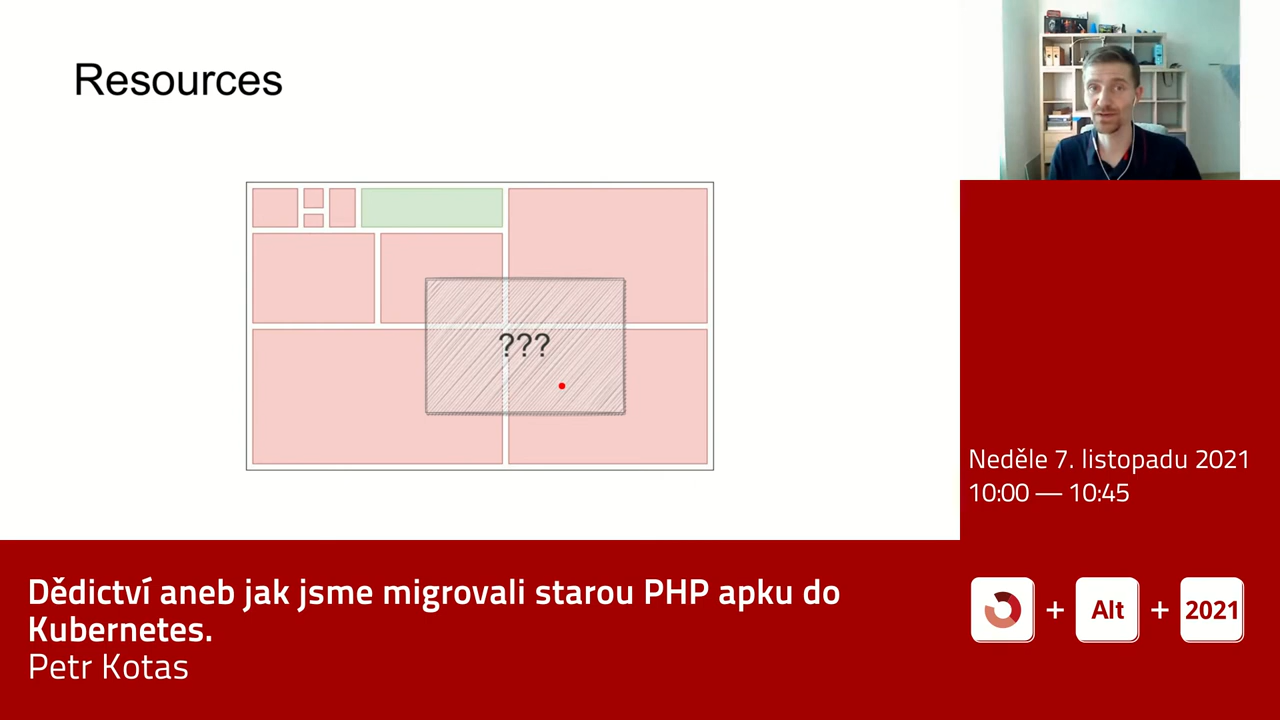 Resources
???
Neděle 7. listopadu 2021
10:00 — 10:45
Dědictví aneb jak jsme migrovali starou PHP apku do
Kubernetes.
Petr Kotas
+ Alt + 2021